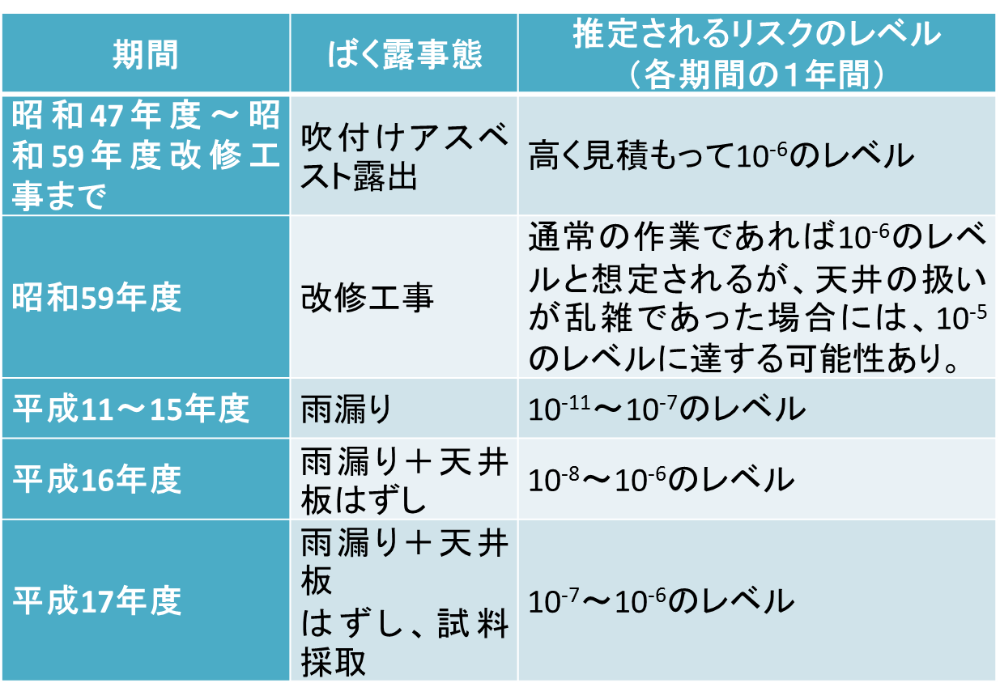 期間
ばく露事態
推定されるリスクのレベル
（各期間の1年間）
昭和47年度～昭
和59年度改修工
事まで
吹付けアスベ
スト露出
高く見積もって10⁻⁶のレベル
昭和59年度
改修工事
通常の作業であれば10⁻⁶のレベ
ルと想定されるが、天井の扱い
が乱雑であった場合には、10⁻⁵
のレベルに達する可能性あり。
平成11～15年度
雨漏り
10⁻¹¹～10⁻⁷のレベル
平成16年度
雨漏り＋天井
板はずし
10⁻⁸～10⁻⁶のレベル
平成17年度
雨漏り＋天井
板
はずし、試料
採取
10⁻⁷～10⁻⁶のレベル